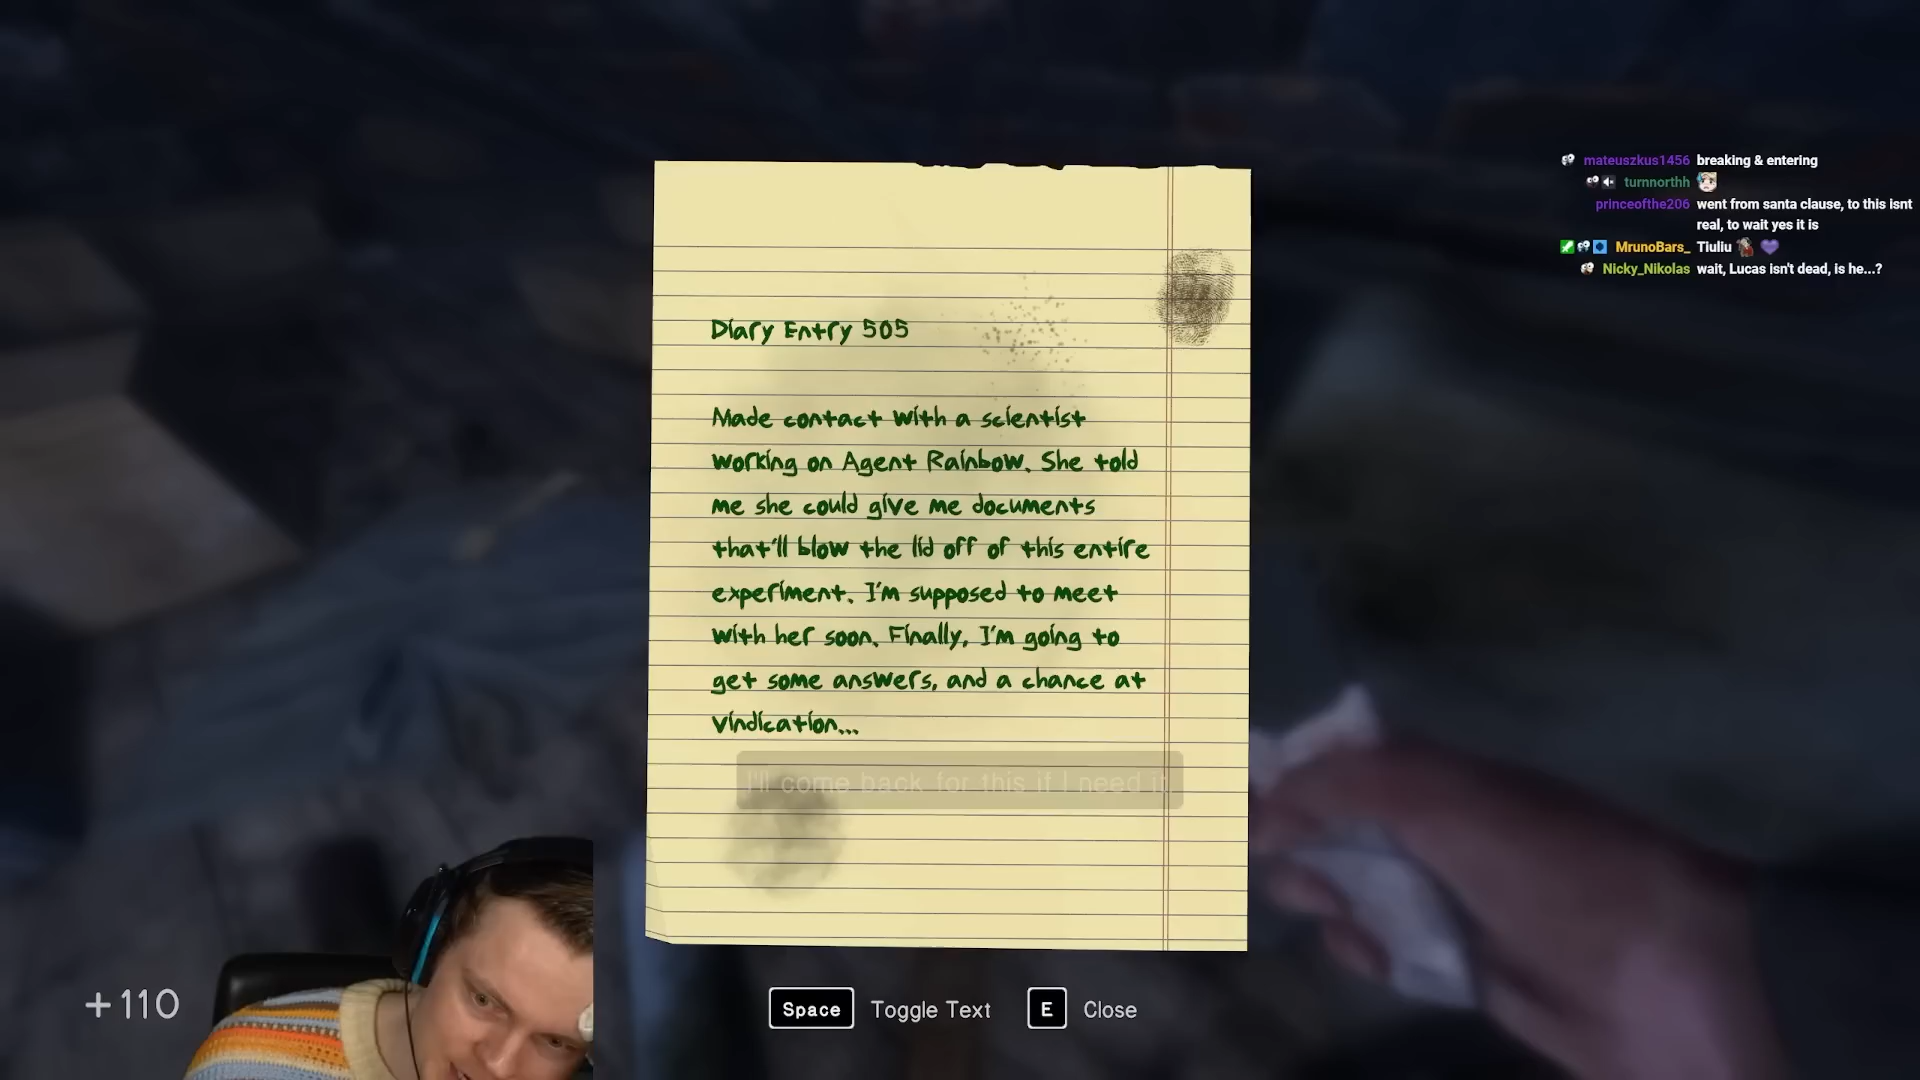 mateuszkus1456 breaking & entering
turnnorthh
princeofthe206 went from santa clause, to this isnt
real, to wait yes it is
MrunoBars_ Tiuliu
Nicky_Nikolas wait, Lucas isn't dead, is he...?
Diary Entry 505
Made contact with a scientist
working on Agent Rainbow. She told
me she could give me documents
that'll blow the lid off of this entire
experiment. I'm supposed to meet
with her soon. Finally, I'm going to
get some answers, and a chance at
vindication...
I'll come back for this if I need it
+110
Space Toggle Text E Close